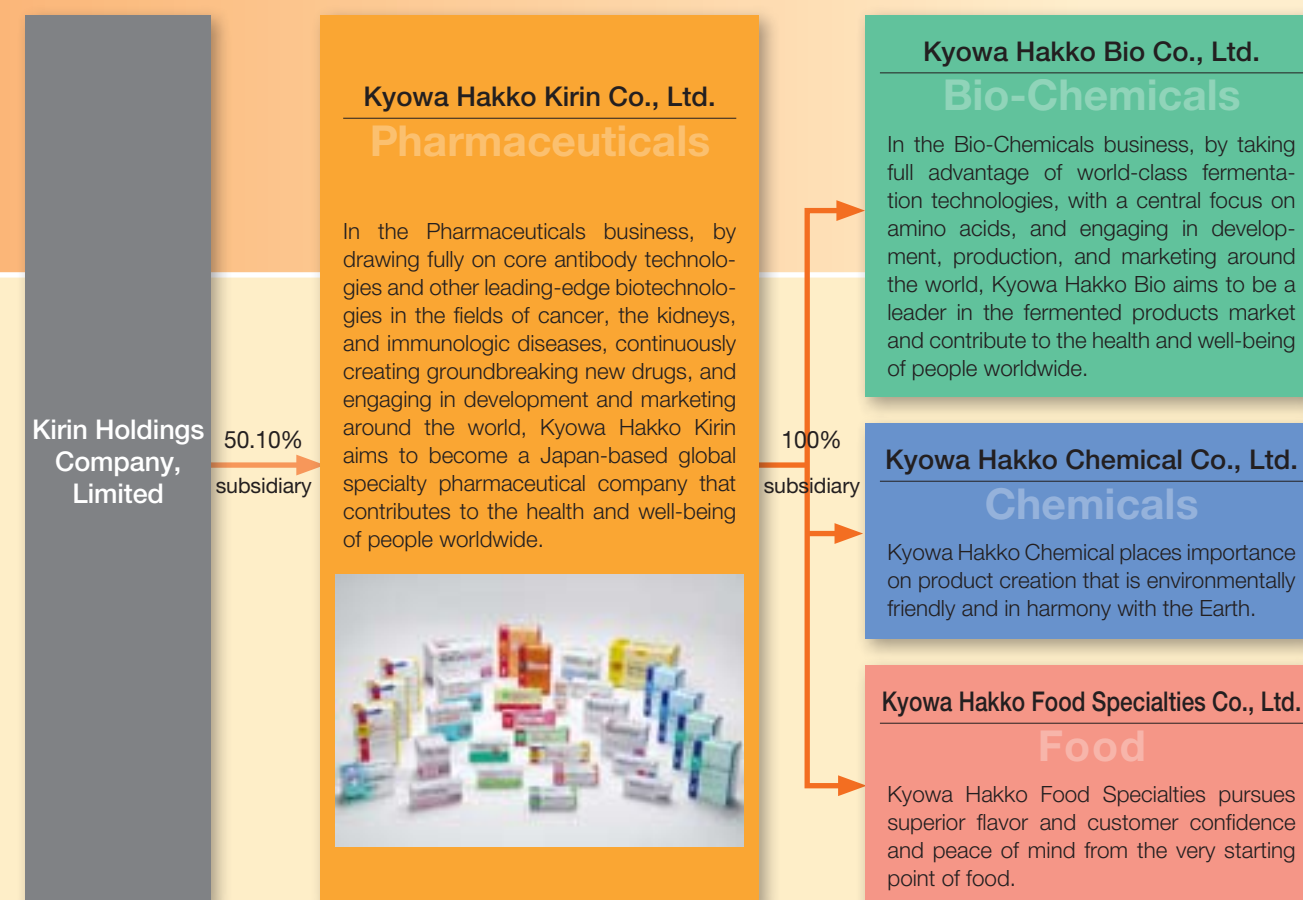 Kirin Holdings
Company,
Limited
50.10%
subsidiary
Kyowa Hakko Kirin Co., Ltd.
Pharmaceuticals
In the Pharmaceuticals business, by
drawing fully on core antibody technolo-
gies and other leading-edge biotechnolo-
gies in the fields of cancer, the kidneys,
and immunologic diseases, continuously
creating groundbreaking new drugs, and
engaging in development and marketing
around the world, Kyowa Hakko Kirin
aims to become a Japan-based global
specialty pharmaceutical company that
contributes to the health and well-being
of people worldwide.
100%
subsidiary
Kyowa Hakko Bio Co., Ltd.
Bio-Chemicals
In the Bio-Chemicals business, by taking
full advantage of world-class fermenta-
tion technologies, with a central focus on
amino acids, and engaging in develop-
ment, production, and marketing around
the world, Kyowa Hakko Bio aims to be a
leader in the fermented products market
and contribute to the health and well-being
of people worldwide.
Kyowa Hakko Chemical Co., Ltd.
Chemicals
Kyowa Hakko Chemical places importance
on product creation that is environmentally
friendly and in harmony with the Earth.
Kyowa Hakko Food Specialties Co., Ltd.
Food
Kyowa Hakko Food Specialties pursues
superior flavor and customer confidence
and peace of mind from the very starting
point of food.